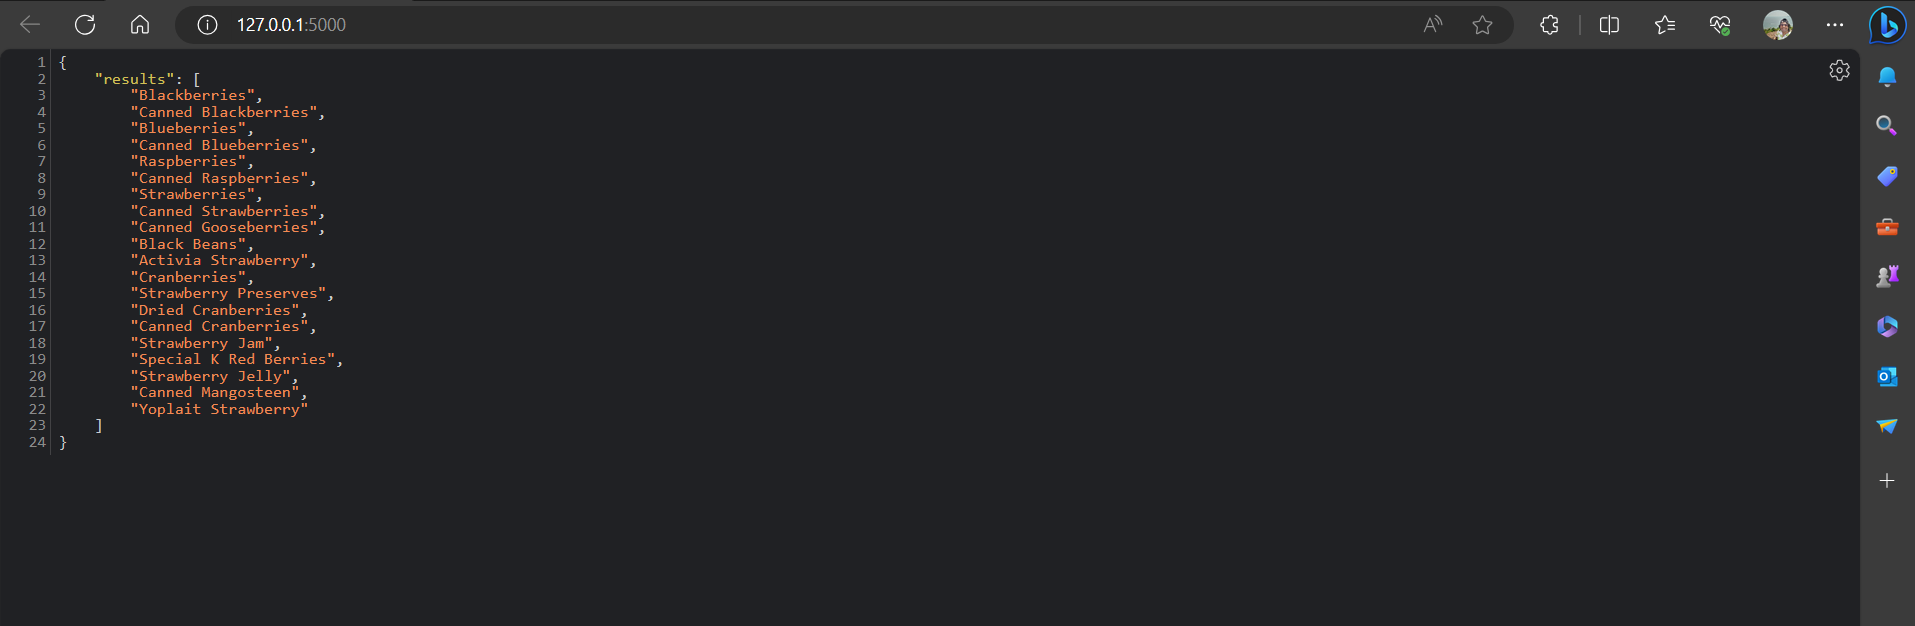 127.0.0.1:5000
1 {
2     "results": [
3         "Blackberries",
4         "Canned Blackberries",
5         "Blueberries",
6         "Canned Blueberries",
7         "Raspberries",
8         "Canned Raspberries",
9         "Strawberries",
10         "Canned Strawberries",
11         "Canned Gooseberries",
12         "Black Beans",
13         "Activia Strawberry",
14         "Cranberries",
15         "Strawberry Preserves",
16         "Dried Cranberries",
17         "Canned Cranberries",
18         "Strawberry Jam",
19         "Special K Red Berries",
20         "Strawberry Jelly",
21         "Canned Mangosteen",
22         "Yoplait Strawberry"
23     ]
24 }